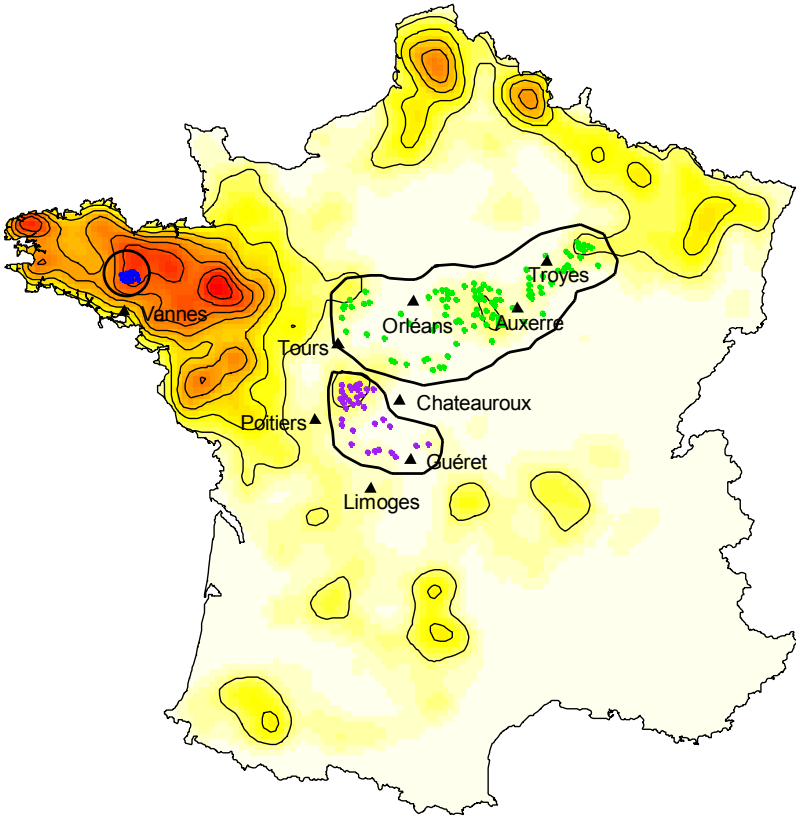 Troyes
Vannes
Orléans
Auxerre
Tours
Chateauroux
Poitiers
Guéret
Limoges